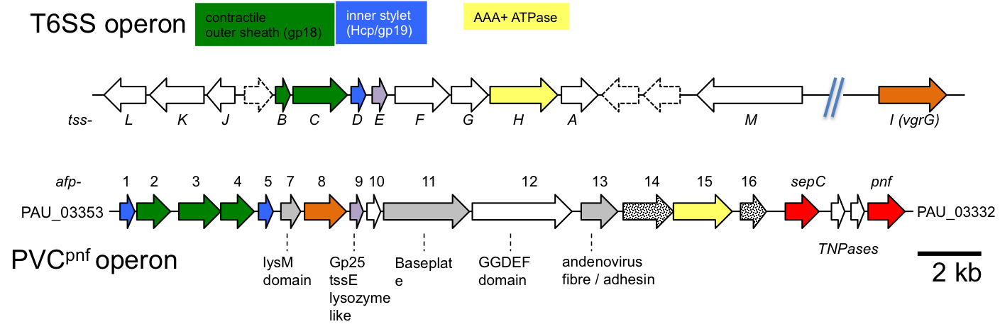 T6SS operon
contractile
outer sheath (gp18)
inner stylet
(Hcp/gp19)
AAA+ ATPase
tss- L K J B C D E F G H A M I (vgrG)
afp- 1 2 3 4 5 7 8 9 10 11 12 13 14 15 16 sepC pnf
PAU_03353
PAU_03332
TNPases
PVCpnf operon
lysM
domain
Gp25
tssE
lysozyme
like
Baseplat
e
GGDEF
domain
andenovirus
fibre / adhesin
2 kb